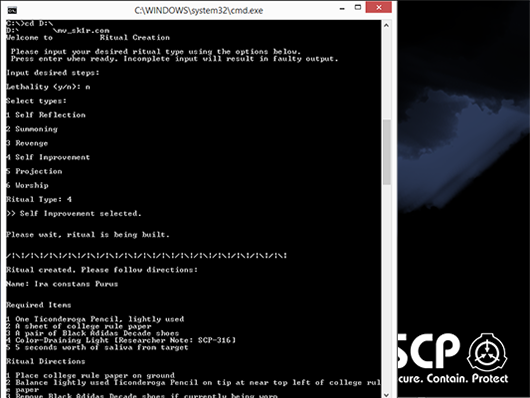 C:\WINDOWS\system32\cmd.exe
C:\>cd D:\
D:\ \mv_skir.com
Welcome to Ritual Creation
Please input your desired ritual type using the options below.
Press enter when ready. Incomplete input will result in faulty output.
Input desired steps:
Lethality (y/n): n
Select types:
1 Self Reflection
2 Summoning
3 Revenge
4 Self Improvement
5 Projection
6 Worship
Ritual Type: 4
>> Self Improvement selected.
Please wait, ritual is being built.
/|\|/|\|/|\|/|\|/|\|/|\|/|\|/|\|/|\|/|\|/|\|/|\|/|\|/|\|
Ritual created. Please follow directions:
Name: Ira constans Purus
Required Items
1 One Ticonderoga Pencil, lightly used
2 A sheet of college rule paper
3 A pair of Black Adidas Decade shoes
4 Color-Draining Light [Researcher Note: SCP-316]
5 5 seconds worth of saliva from target
Ritual Directions
1 Place college rule paper on ground
2 Balance lightly used Ticonderoga Pencil on tip at near top left of college rul
e paper
3 Remove Black Adidas Decade shoes if currently being worn
SCP
cure. Contain. Protect